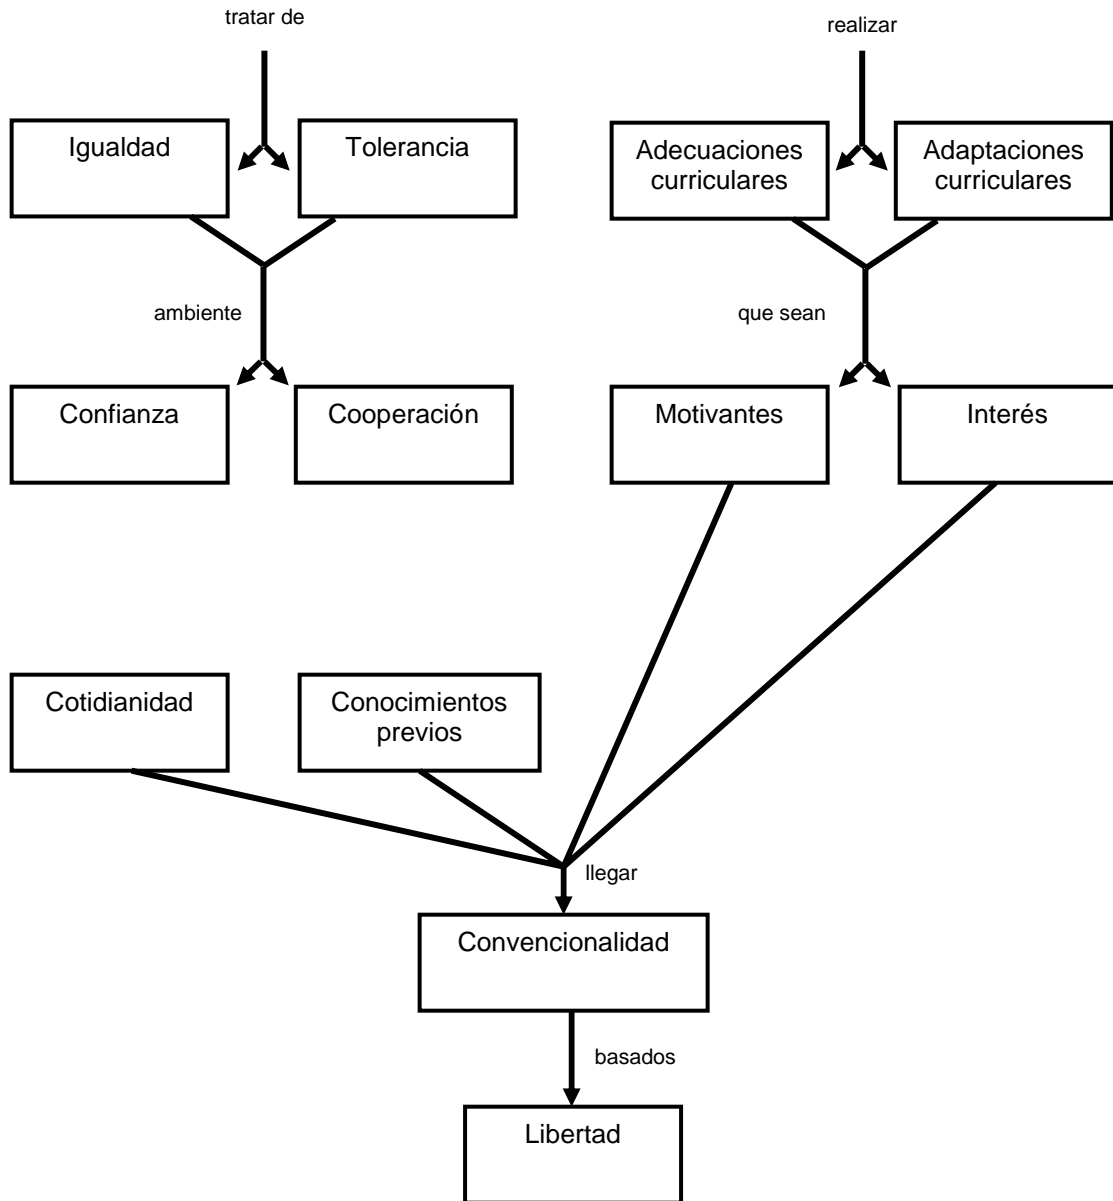 tratar de
realizar
Igualdad
Tolerancia
Adecuaciones
curriculares
Adaptaciones
curriculares
ambiente
que sean
Confianza
Cooperación
Motivantes
Interés
Cotidianidad
Conocimientos
previos
llegar
Convencionalidad
basados
Libertad